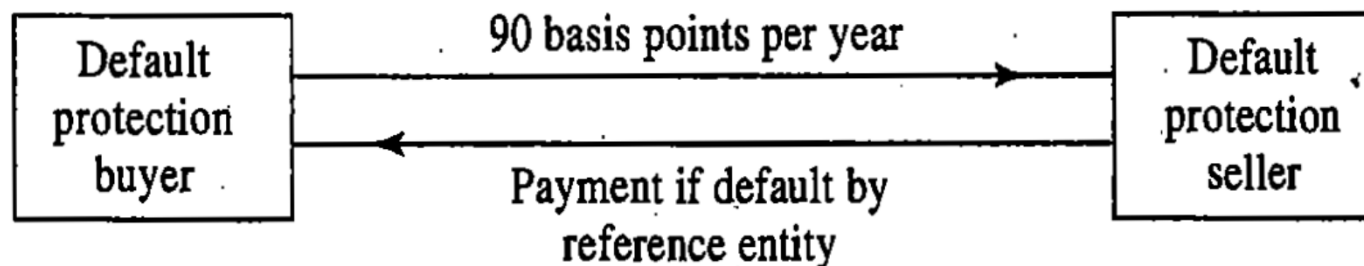 Default
protection
buyer
90 basis points per year
Payment if default by
reference entity
Default
protection
seller